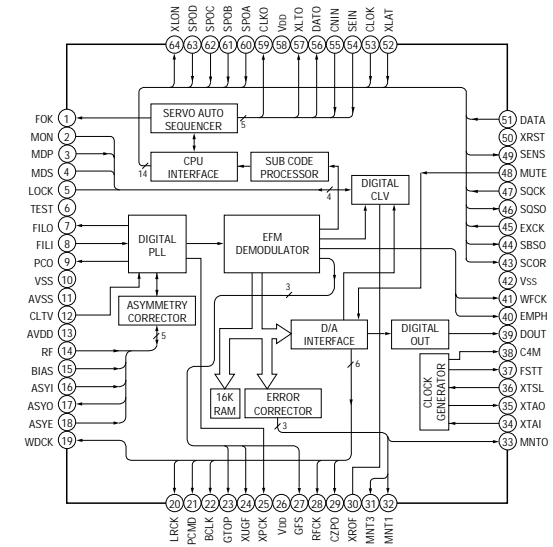 XLON
SPOD
SPOC
SPOB
SPOA
CLKO
VDD
XLTO
DATO
CNIN
SEIN
CLOK
XLAT
64
63
62
61
60
59
58
57
56
55
54
53
52
FOK 1
MON 2
MDP 3
MDS 4
LOCK 5
TEST 6
FILO 7
FILI 8
PCO 9
VSS 10
AVSS 11
CLTV 12
AVDD 13
RF 14
BIAS 15
ASYI 16
ASYO 17
ASYE 18
WDCK 19
SERVO AUTO
SEQUENCER
5
CPU
INTERFACE
14
SUB CODE
PROCESSOR
4
DIGITAL
CLV
DIGITAL
PLL
EFM
DEMODULATOR
3
ASYMMETRY
CORRECTOR
5
D/A
INTERFACE
6
DIGITAL
OUT
16K
RAM
ERROR
CORRECTOR
3
CLOCK
GENERATOR
51 DATA
50 XRST
49 SENS
48 MUTE
47 SQCK
46 SQSO
45 EXCK
44 SBSO
43 SCOR
42 VSS
41 WFCK
40 EMPH
39 DOUT
38 C4M
37 FSTT
36 XTSL
35 XTAO
34 XTAI
33 MNTO
20
21
22
23
24
25
26
27
28
29
30
31
32
LRCK
PCMD
BCLK
GTOP
XUGF
XPCK
VDD
GFS
RFCK
CZPO
XROF
MNT3
MNT1